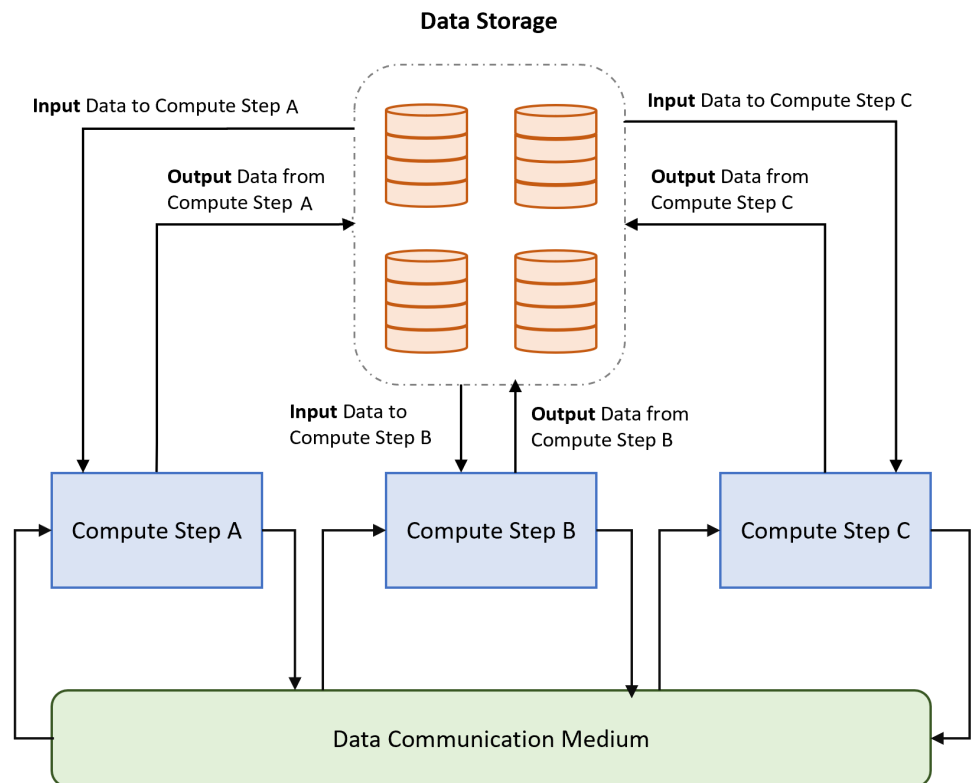 Data Storage
Input Data to Compute Step A
Input Data to Compute Step C
Output Data from
Compute Step A
Output Data from
Compute Step C
Input Data to
Compute Step B
Output Data from
Compute Step B
Compute Step A
Compute Step B
Compute Step C
Data Communication Medium